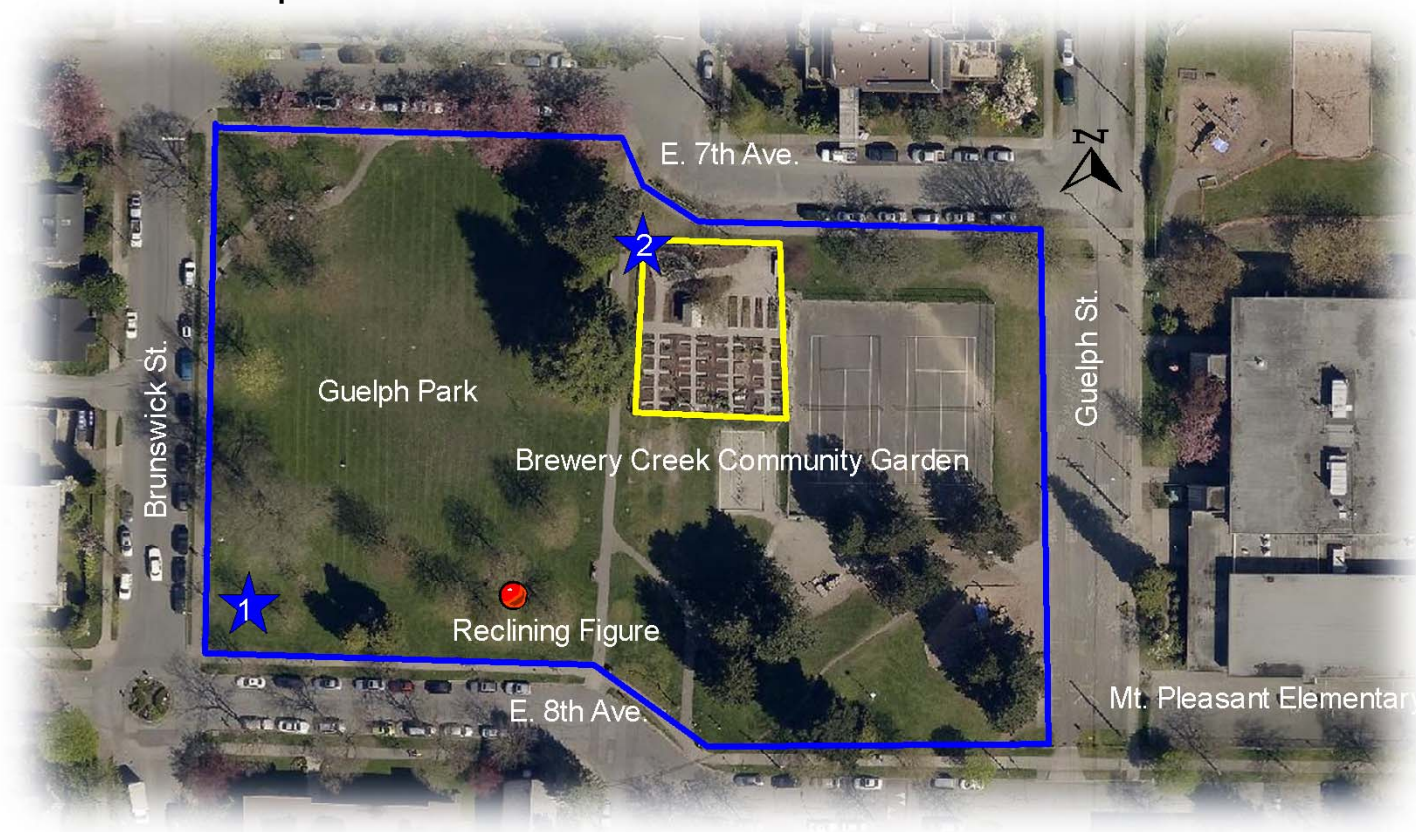 E. 7th Ave.
N
2
Guelph St.
Brunswick St.
Guelph Park
Brewery Creek Community Garden
1
Reclining Figure
E. 8th Ave.
Mt. Pleasant Elementary